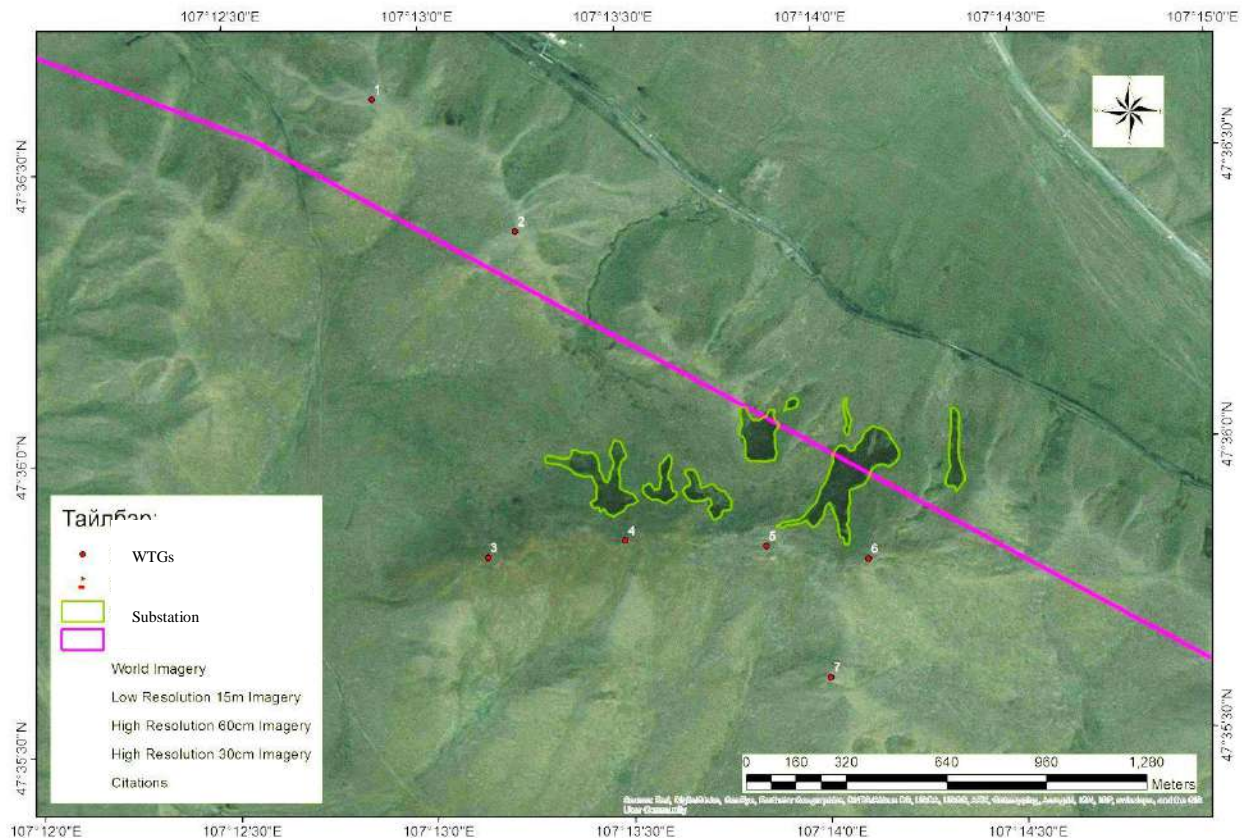 107°12'30"E 107°13'0"E 107°13'30"E 107°14'0"E 107°14'30"E 107°15'0"E
47°36'30"N
47°36'0"N
47°35'30"N
47°36'30"N
47°36'0"N
47°35'30"N
1
2
3
4
5
6
7
Тайлбар:
WTGs
Substation
World Imagery
Low Resolution 15m Imagery
High Resolution 60cm Imagery
High Resolution 30cm Imagery
Citations
0 160 320 640 960 1,280
Meters
User Community
107°12'0"E 107°12'30"E 107°13'0"E 107°13'30"E 107°14'0"E 107°14'30"E